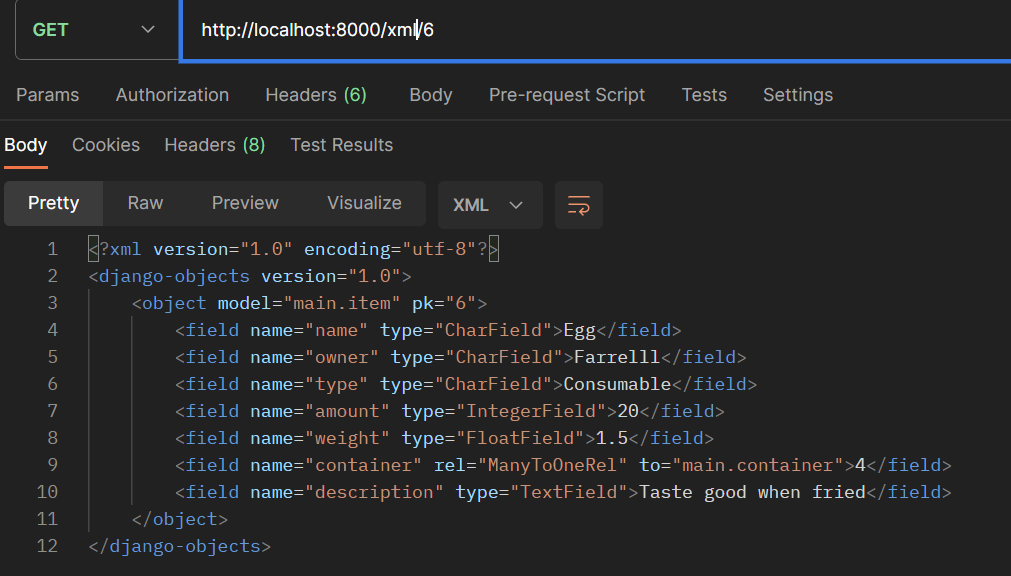 GET http://localhost:8000/xml/6
Params Authorization Headers (6) Body Pre-request Script Tests Settings
Body Cookies Headers (8) Test Results
Pretty Raw Preview Visualize XML
1 <?xml version="1.0" encoding="utf-8"?>
2 <django-objects version="1.0">
3 <object model="main.item" pk="6">
4 <field name="name" type="CharField">Egg</field>
5 <field name="owner" type="CharField">Farrelll</field>
6 <field name="type" type="CharField">Consumable</field>
7 <field name="amount" type="IntegerField">20</field>
8 <field name="weight" type="FloatField">1.5</field>
9 <field name="container" rel="ManyToOneRel" to="main.container">4</field>
10 <field name="description" type="TextField">Taste good when fried</field>
11 </object>
12 </django-objects>